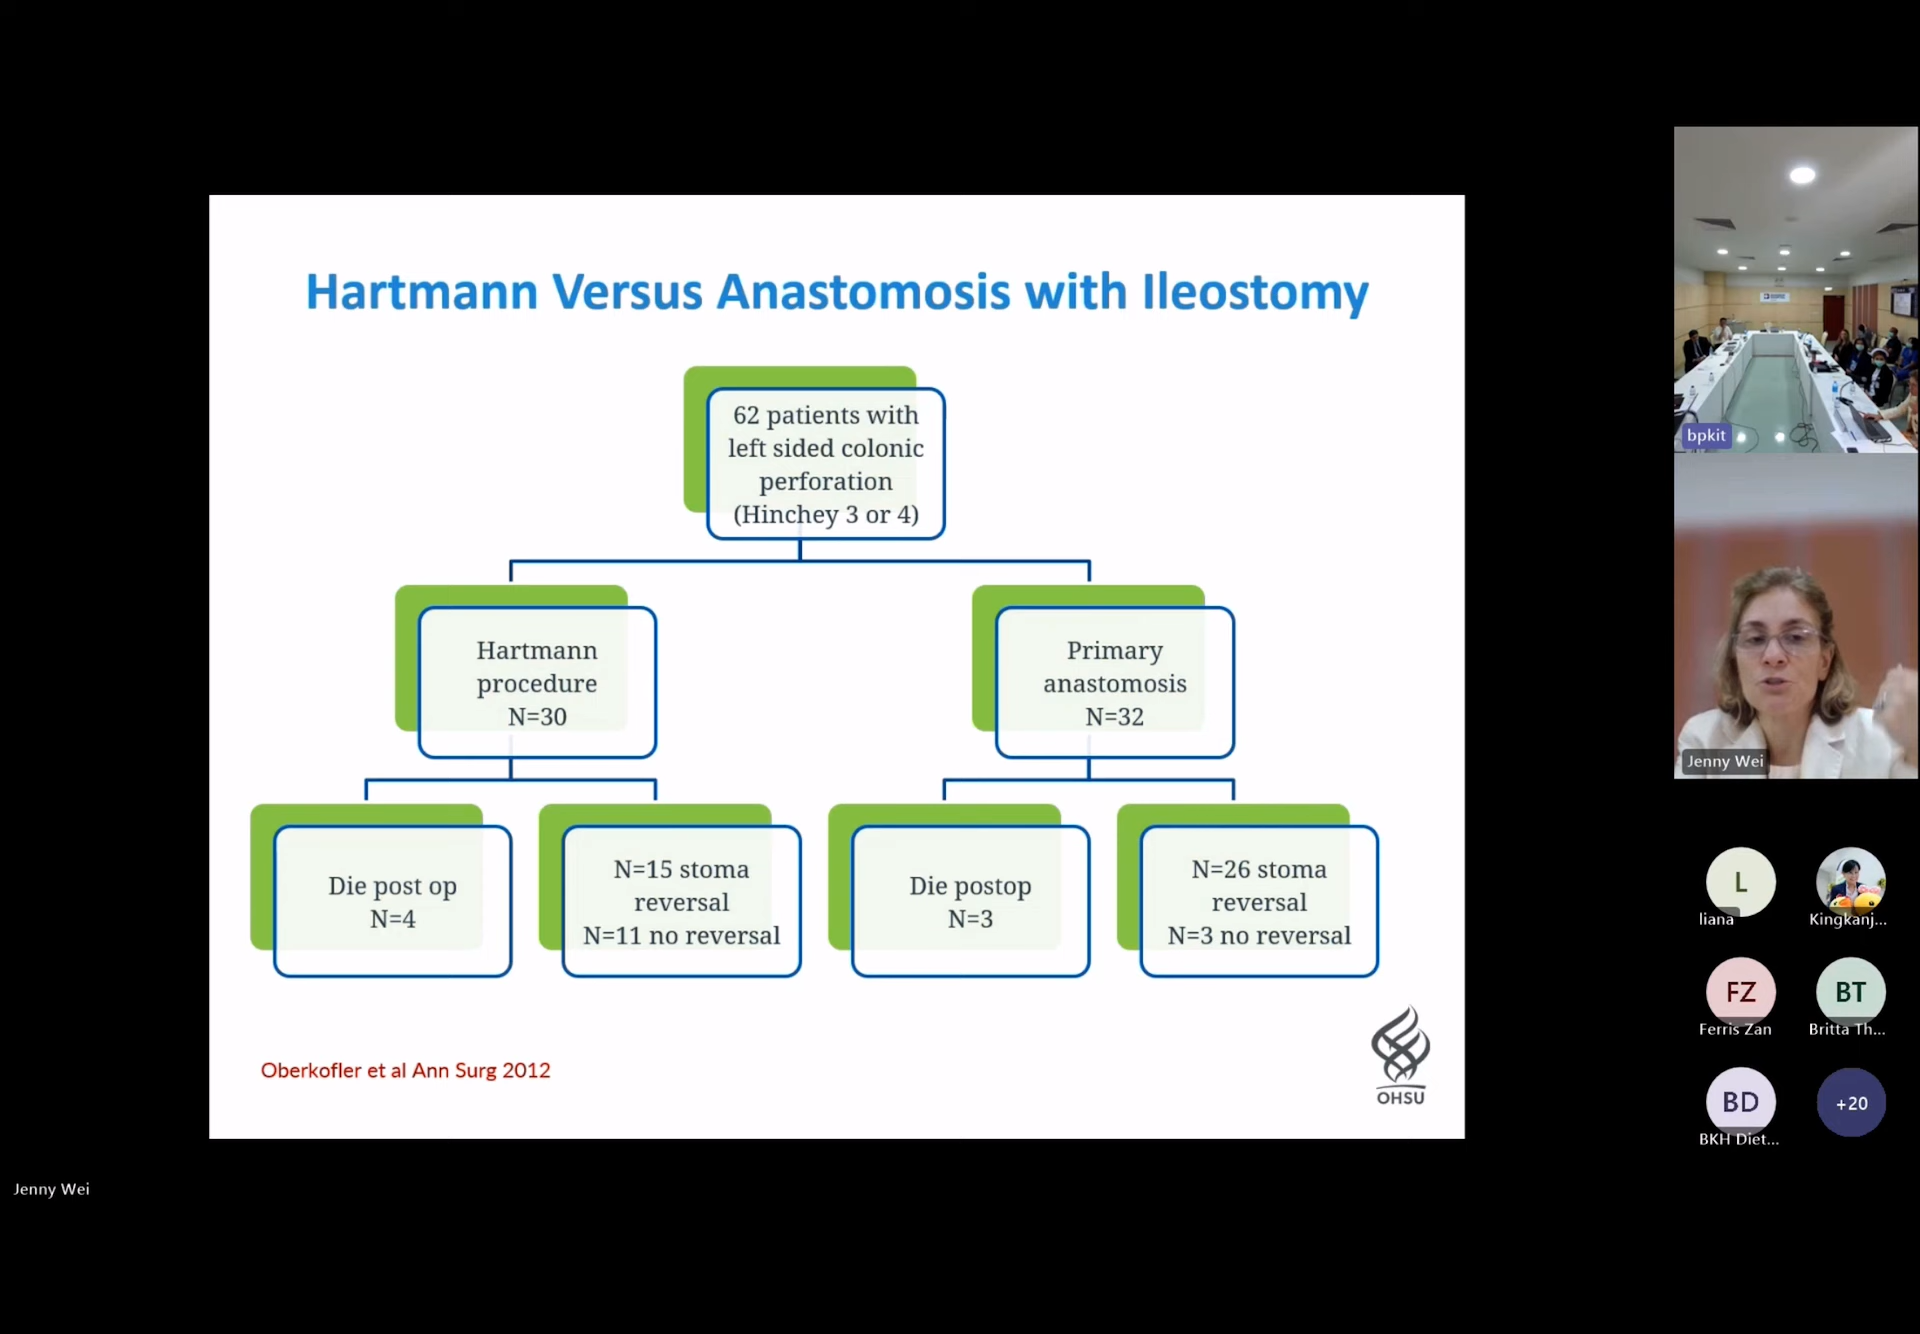 Hartmann Versus Anastomosis with Ileostomy
62 patients with
left sided colonic
perforation
(Hinchey 3 or 4)
Hartmann
procedure
N=30
Primary
anastomosis
N=32
Die post op
N=4
N=15 stoma
reversal
N=11 no reversal
Die postop
N=3
N=26 stoma
reversal
N=3 no reversal
Oberkofler et al Ann Surg 2012
OHSU
Jenny Wei
bpkit
Jenny Wei
L
liana
Kingkanj...
FZ
Ferris Zan
BT
Britta Th...
BD
BKH Diet...
+20